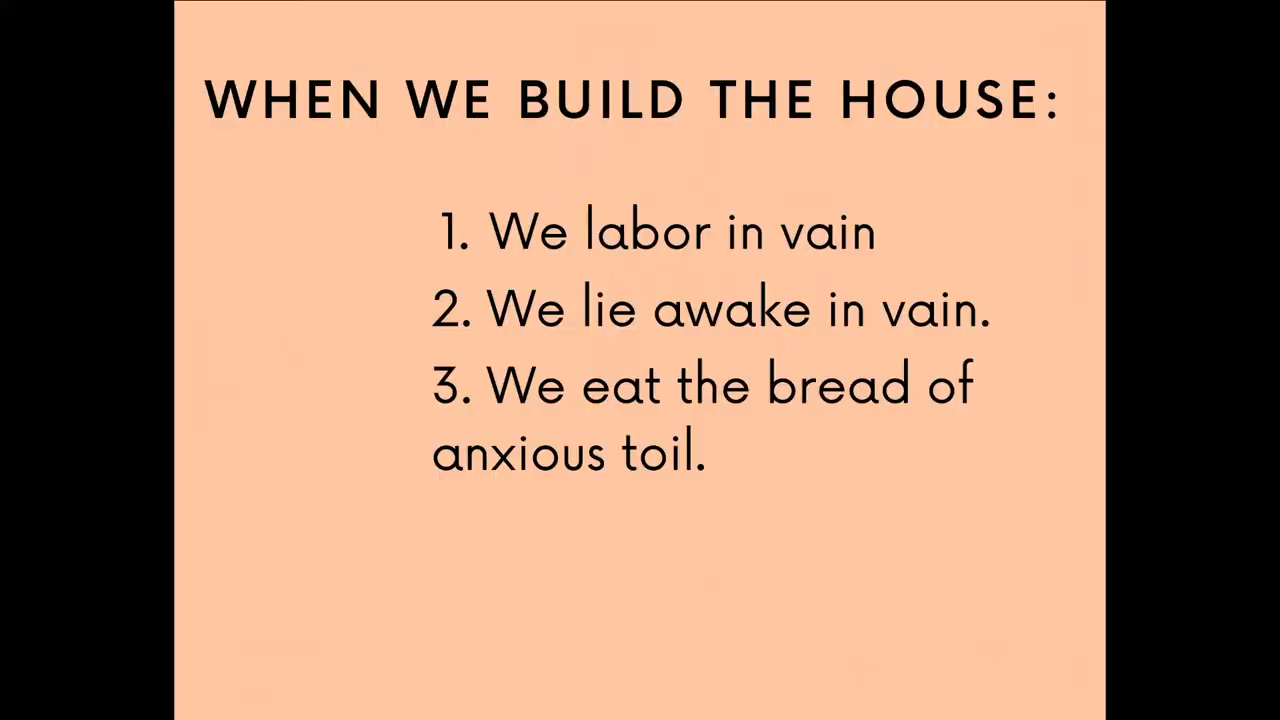 WHEN WE BUILD THE HOUSE:
1. We labor in vain
2. We lie awake in vain.
3. We eat the bread of
anxious toil.